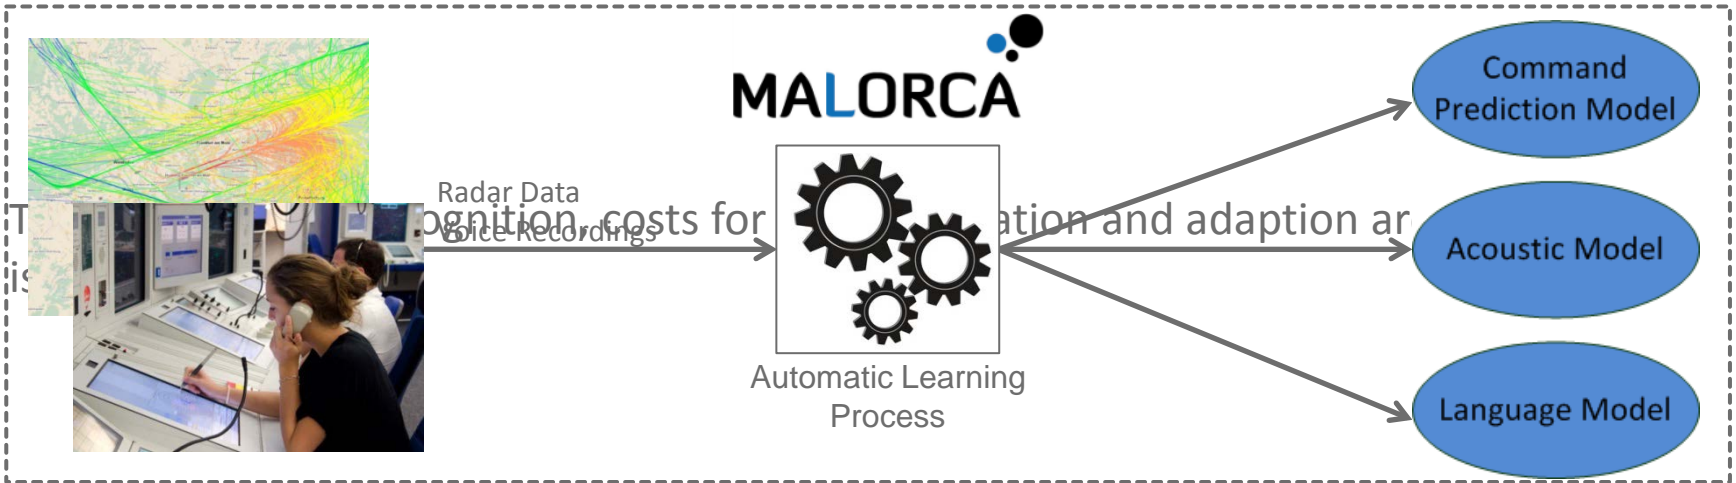 MALORCA
Command
Prediction Model
Radar Data
Voice Recordings
T ognition, costs for ation and adaption ar
is
Acoustic Model
Automatic Learning
Process
Language Model